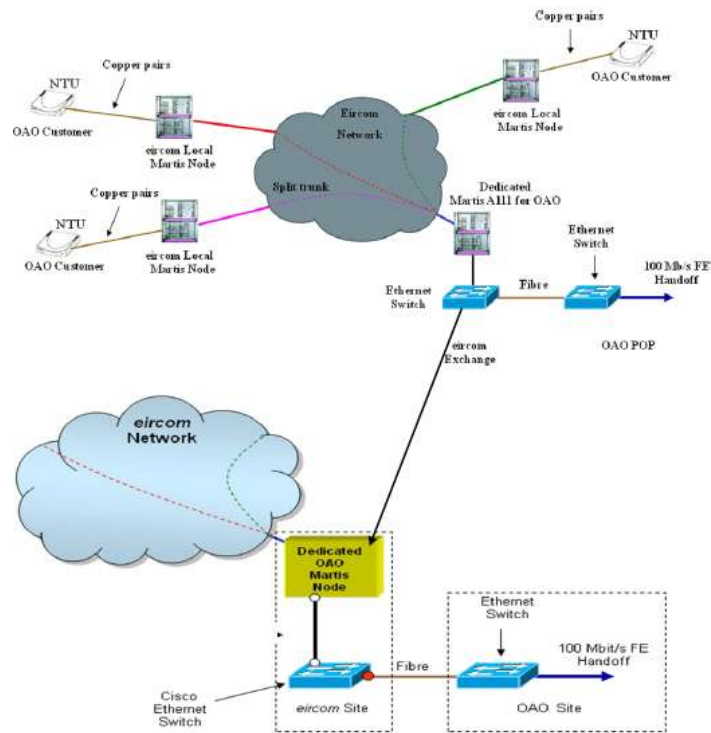 Copper pairs
NTU
OAO Customer
eircom Local
Martis Node
NTU
Copper pairs
OAO Customer
eircom Local
Martis Node
Eircom
Network
Split trunk
Copper pairs
NTU
OAO Customer
eircom Local
Martis Node
Dedicated
Martis A111 for OAO
Ethernet
Switch
100 Mb/s FE
Handoff
Ethernet
Switch
Fibre
eircom
Exchange
OAO POP
eircom
Network
Dedicated
OAO
Martis
Node
Ethernet
Switch
100 Mbit/s FE
Handoff
Fibre
Cisco
Ethernet
Switch
eircom Site
OAO Site